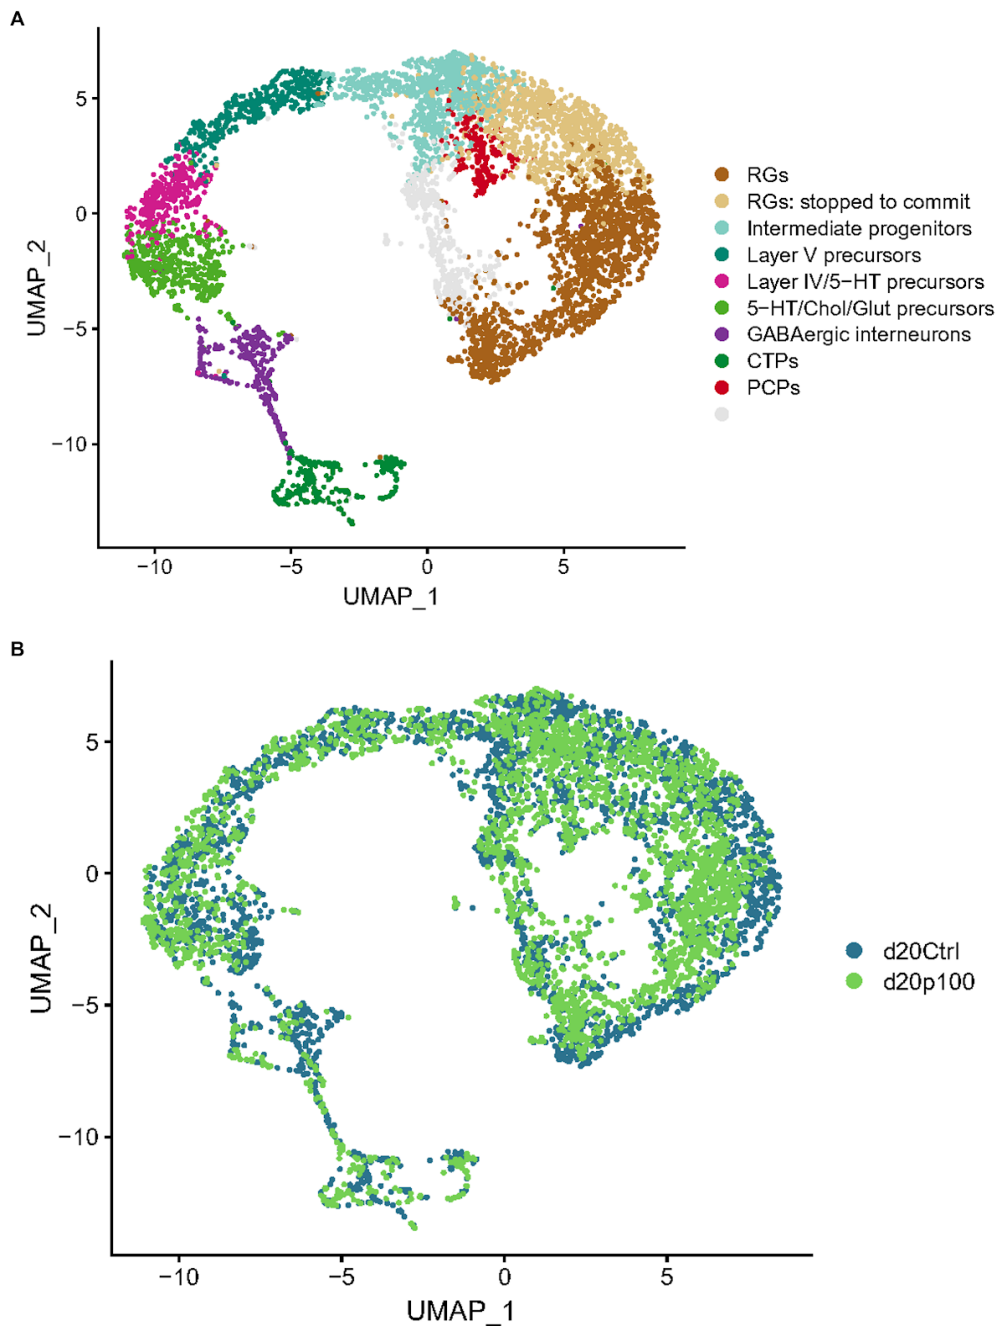 A
5
0
−5
−10
UMAP_2
−10
−5
0
5
UMAP_1
RGs
RGs: stopped to commit
Intermediate progenitors
Layer V precursors
Layer IV/5−HT precursors
5−HT/Chol/Glut precursors
GABAergic interneurons
CTPs
PCPs
B
5
0
−5
−10
UMAP_2
−10
−5
0
5
UMAP_1
d20Ctrl
d20p100